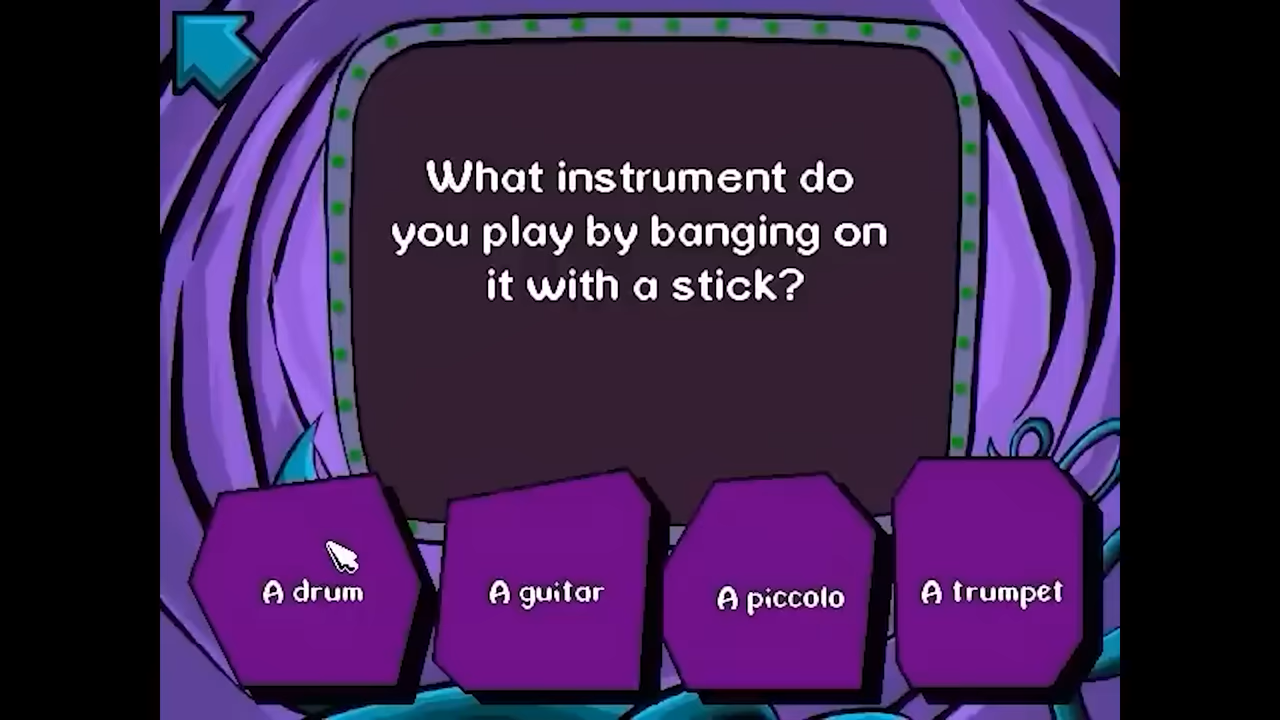 What instrument do
you play by banging on
it with a stick?
A drum
A guitar
A piccolo
A trumpet